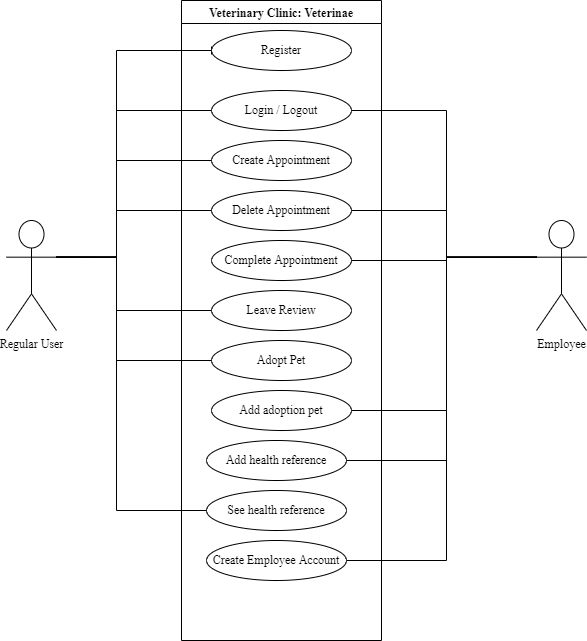 Veterinary Clinic: Veterinae
Register
Login / Logout
Create Appointment
Delete Appointment
Complete Appointment
Leave Review
Regular User
Employee
Adopt Pet
Add adoption pet
Add health reference
See health reference
Create Employee Account